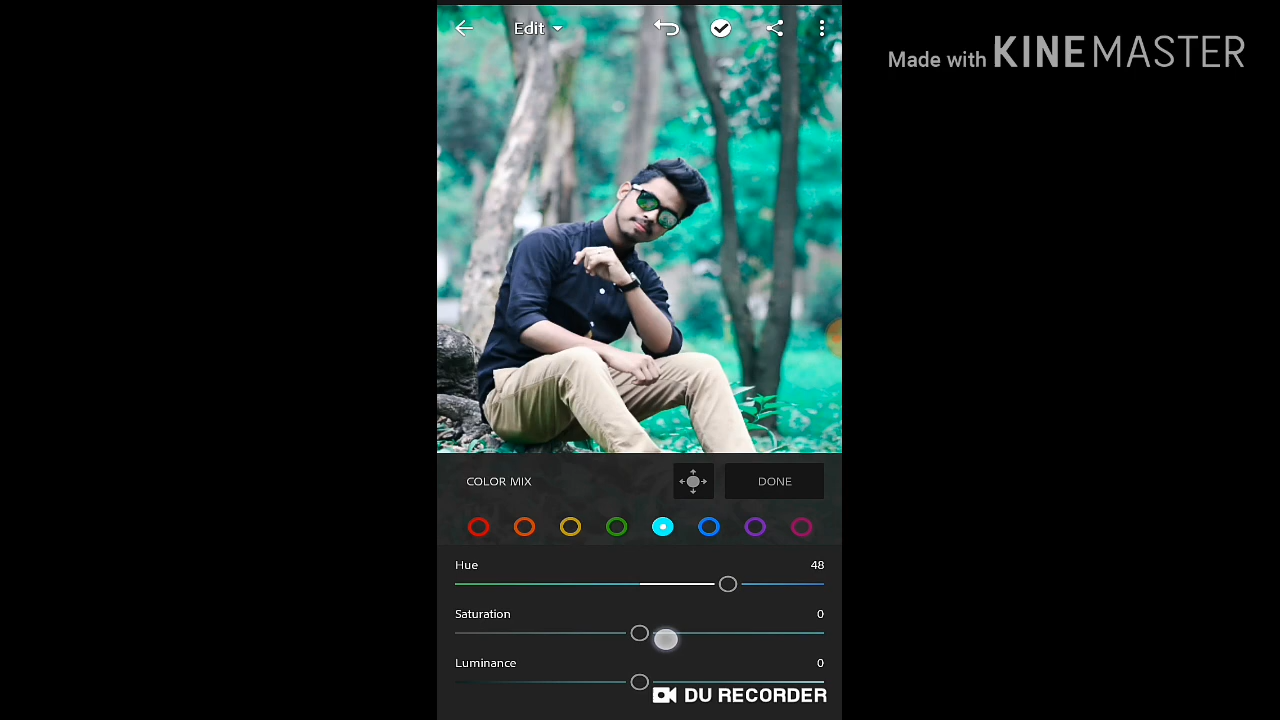 Edit
Made with KINEMASTER
COLOR MIX
DONE
Hue 48
Saturation 0
Luminance 0
DU RECORDER